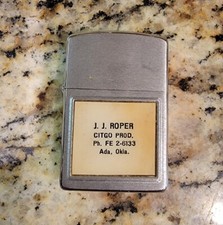 J. J. ROPER
CITGO PROD.
Ph. FE 2-6133
Ada, Okla.